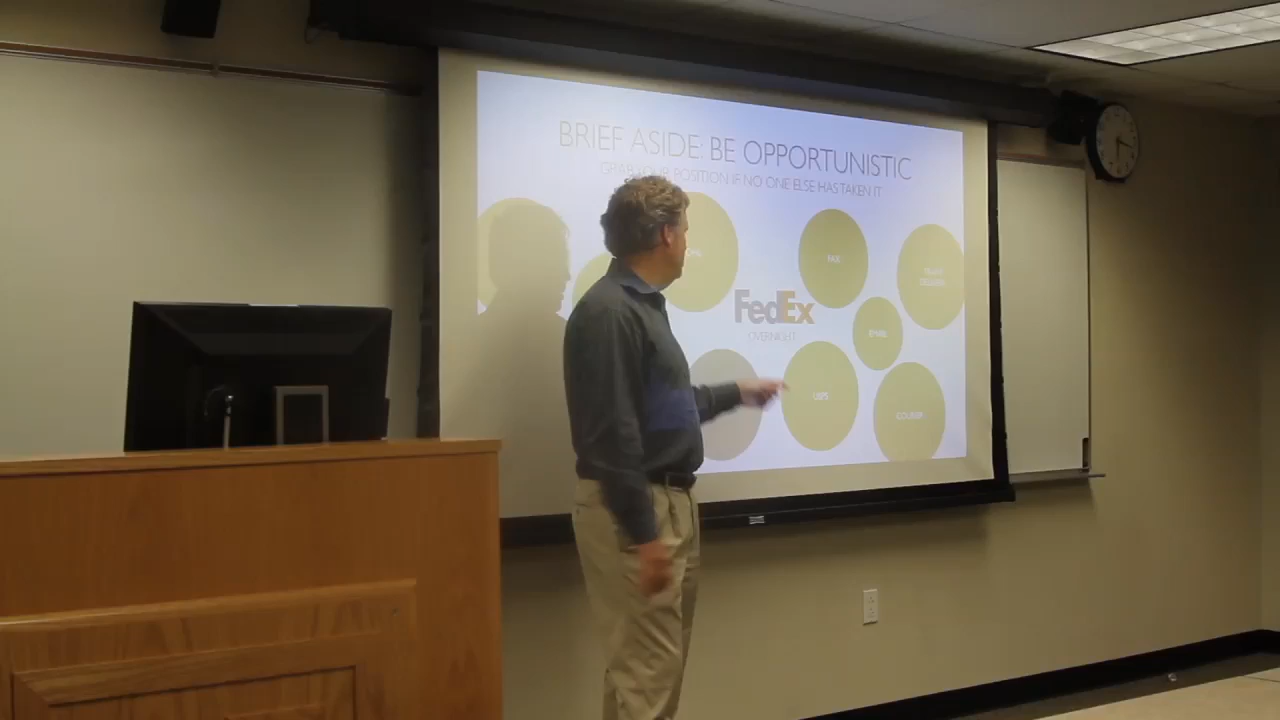 BRIEF ASIDE: BE OPPORTUNISTIC
GRAB YOUR POSITION IF NO ONE ELSE HAS TAKEN IT
FAX
FedEx
OVERNIGHT
EMAIL
USPS
COURIER